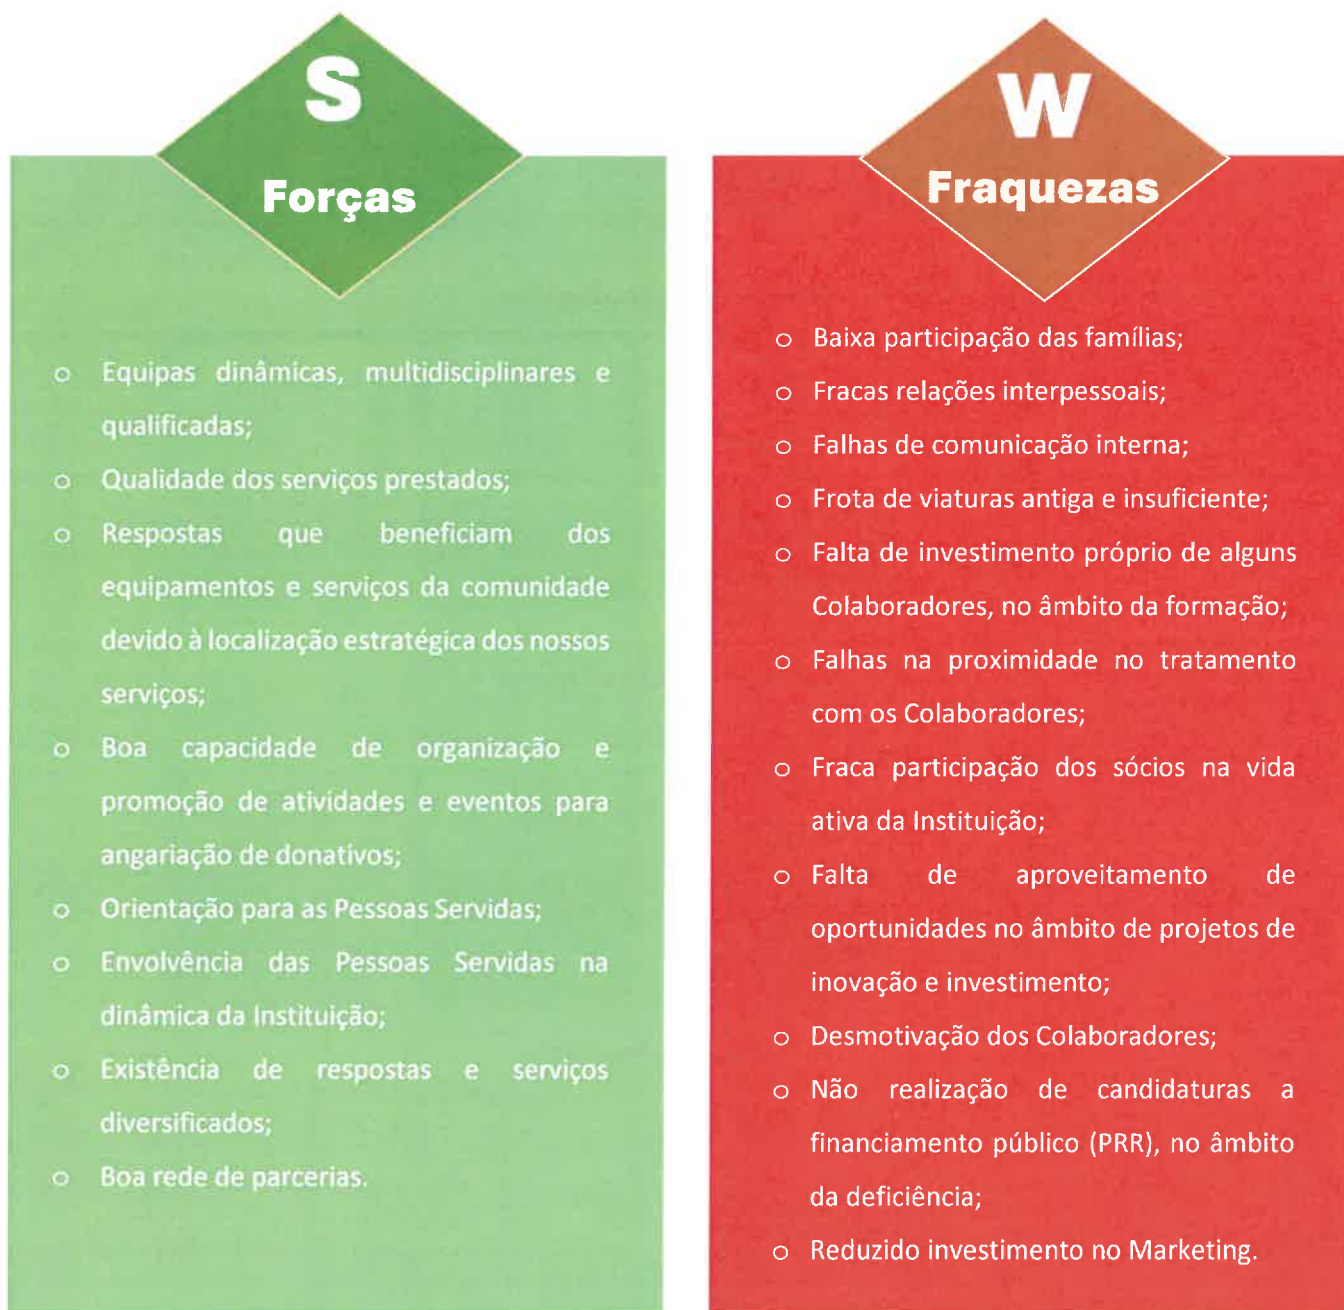 S
Forças
o Equipas dinâmicas, multidisciplinares e
qualificadas;
o Qualidade dos serviços prestados;
o Respostas que beneficiam dos
equipamentos e serviços da comunidade
devido à localização estratégica dos nossos
serviços;
o Boa capacidade de organização e
promoção de atividades e eventos para
angariação de donativos;
o Orientação para as Pessoas Servidas;
o Envolvência das Pessoas Servidas na
dinâmica da Instituição;
o Existência de respostas e serviços
diversificados;
o Boa rede de parcerias.
W
Fraquezas
o Baixa participação das famílias;
o Fracas relações interpessoais;
o Falhas de comunicação interna;
o Frota de viaturas antiga e insuficiente;
o Falta de investimento próprio de alguns
Colaboradores, no âmbito da formação;
o Falhas na proximidade no tratamento
com os Colaboradores;
o Fraca participação dos sócios na vida
ativa da Instituição;
o Falta de aproveitamento de
oportunidades no âmbito de projetos de
inovação e investimento;
o Desmotivação dos Colaboradores;
o Não realização de candidaturas a
financiamento público (PRR), no âmbito
da deficiência;
o Reduzido investimento no Marketing.